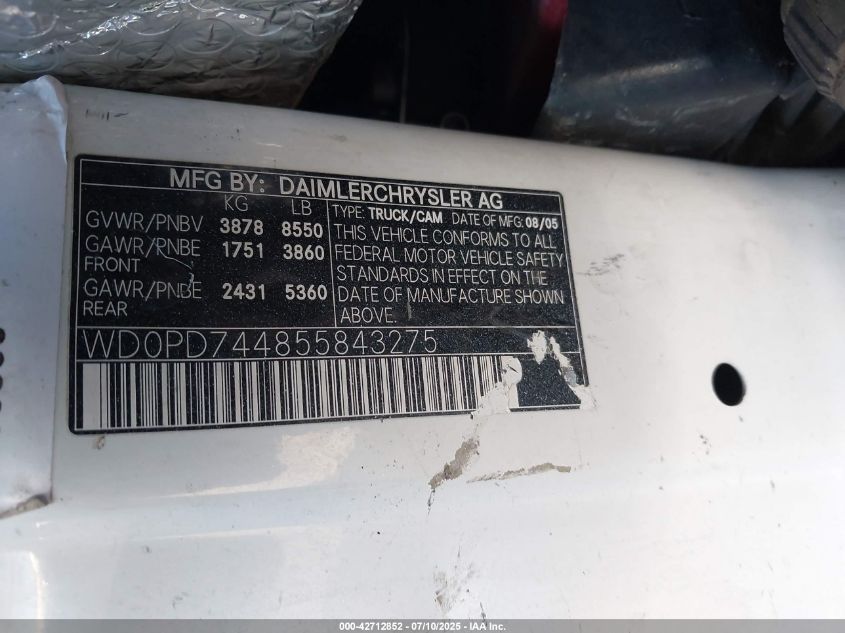 MFG BY: DAIMLERCHRYSLER AG
KG LB
GVWR/PNBV 3878 8550
GAWR/PNBE 1751 3860
FRONT
GAWR/PNBE 2431 5360
REAR
TYPE: TRUCK/CAM DATE OF MFG: 08/05
THIS VEHICLE CONFORMS TO ALL
FEDERAL MOTOR VEHICLE SAFETY
STANDARDS IN EFFECT ON THE
DATE OF MANUFACTURE SHOWN
ABOVE.
WD0PD744855843275
000-42712852 - 07/10/2025 - IAA Inc.